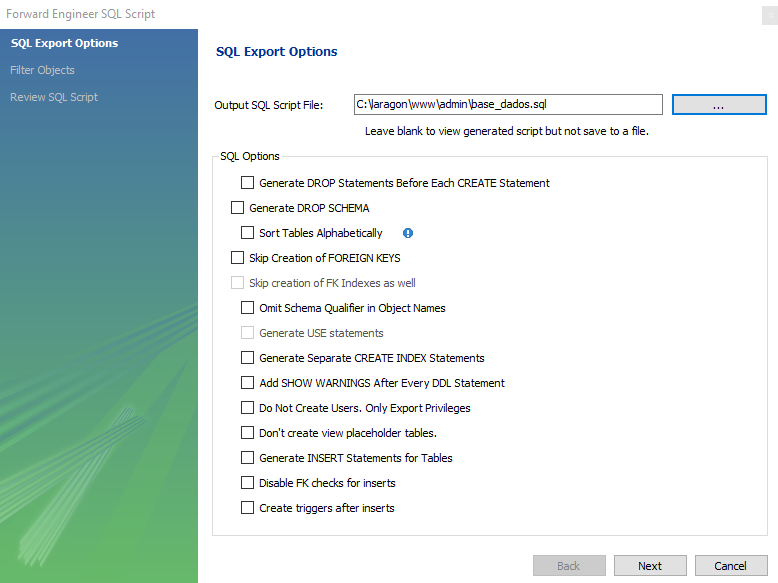 Forward Engineer SQL Script
SQL Export Options
Filter Objects
Review SQL Script
SQL Export Options
Output SQL Script File: C:\laragon\www\admin\base_dados.sql ...
Leave blank to view generated script but not save to a file.
SQL Options
Generate DROP Statements Before Each CREATE Statement
Generate DROP SCHEMA
Sort Tables Alphabetically
Skip Creation of FOREIGN KEYS
Skip creation of FK Indexes as well
Omit Schema Qualifier in Object Names
Generate USE statements
Generate Separate CREATE INDEX Statements
Add SHOW WARNINGS After Every DDL Statement
Do Not Create Users. Only Export Privileges
Don't create view placeholder tables.
Generate INSERT Statements for Tables
Disable FK checks for inserts
Create triggers after inserts
Back Next Cancel